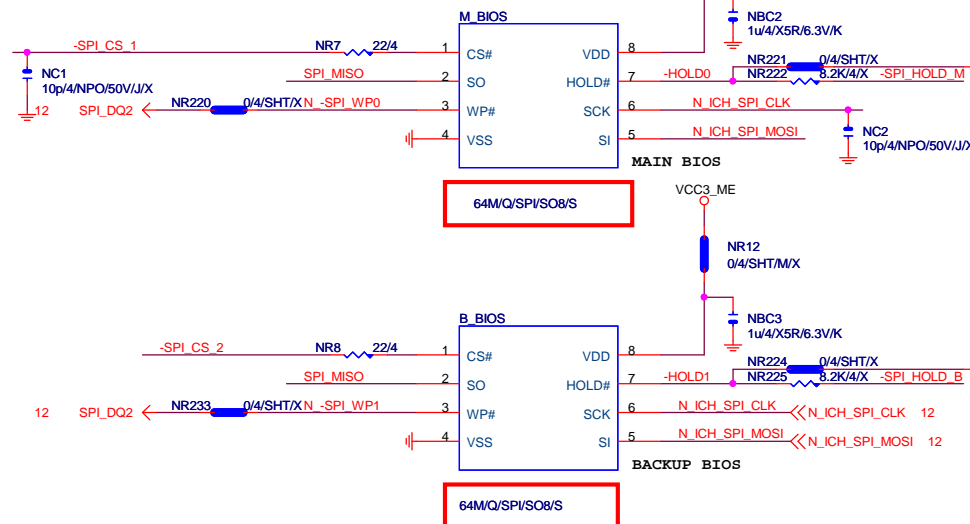 M_BIOS
NBC2
1u/4/X5R/6.3V/K
-SPI_CS_1
NR7
22/4
1
CS#
VDD
8
NR221
0/4/SHT/X
NC1
10p/4/NPO/50V/J/X
SPI_MISO
2
SO
HOLD#
7
-HOLD0
NR222
8.2K/4/X
-SPI_HOLD_M
12
SPI_DQ2
NR220
0/4/SHT/X
N_-SPI_WP0
3
WP#
SCK
6
N_ICH_SPI_CLK
4
VSS
SI
5
N_ICH_SPI_MOSI
NC2
10p/4/NPO/50V/J/X
MAIN BIOS
64M/Q/SPI/SO8/S
VCC3_ME
NR12
0/4/SHT/M/X
B_BIOS
NBC3
1u/4/X5R/6.3V/K
-SPI_CS_2
NR8
22/4
1
CS#
VDD
8
NR224
0/4/SHT/X
SPI_MISO
2
SO
HOLD#
7
-HOLD1
NR225
8.2K/4/X
-SPI_HOLD_B
12
SPI_DQ2
NR233
0/4/SHT/X
N_-SPI_WP1
3
WP#
SCK
6
N_ICH_SPI_CLK
N_ICH_SPI_CLK
12
4
VSS
SI
5
N_ICH_SPI_MOSI
N_ICH_SPI_MOSI
12
BACKUP BIOS
64M/Q/SPI/SO8/S